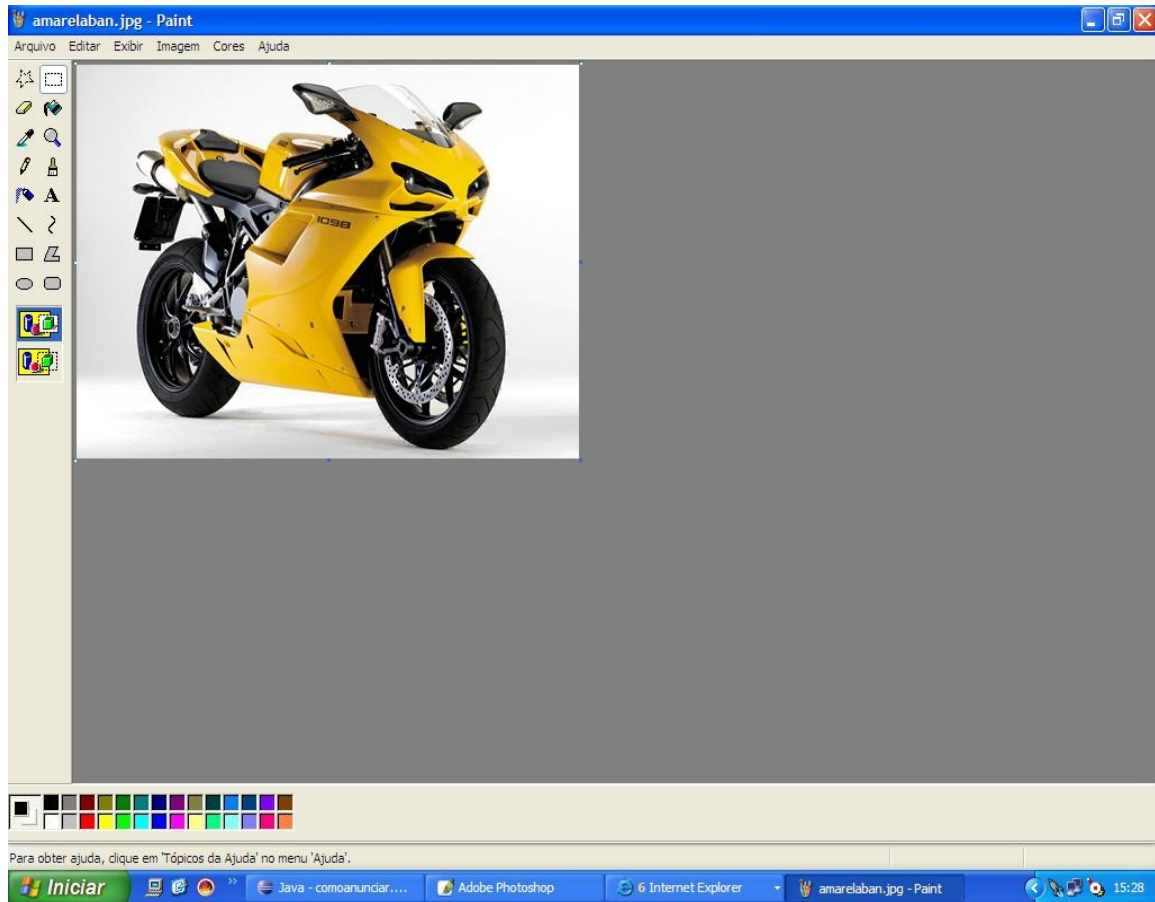 amarelaban.jpg - Paint
Arquivo Editar Exibir Imagem Cores Ajuda
A
1098
Para obter ajuda, clique em 'Tópicos da Ajuda' no menu 'Ajuda'.
Iniciar » Java - comoanunciar.... Adobe Photoshop 6 Internet Explorer amarelaban.jpg - Paint 15:28